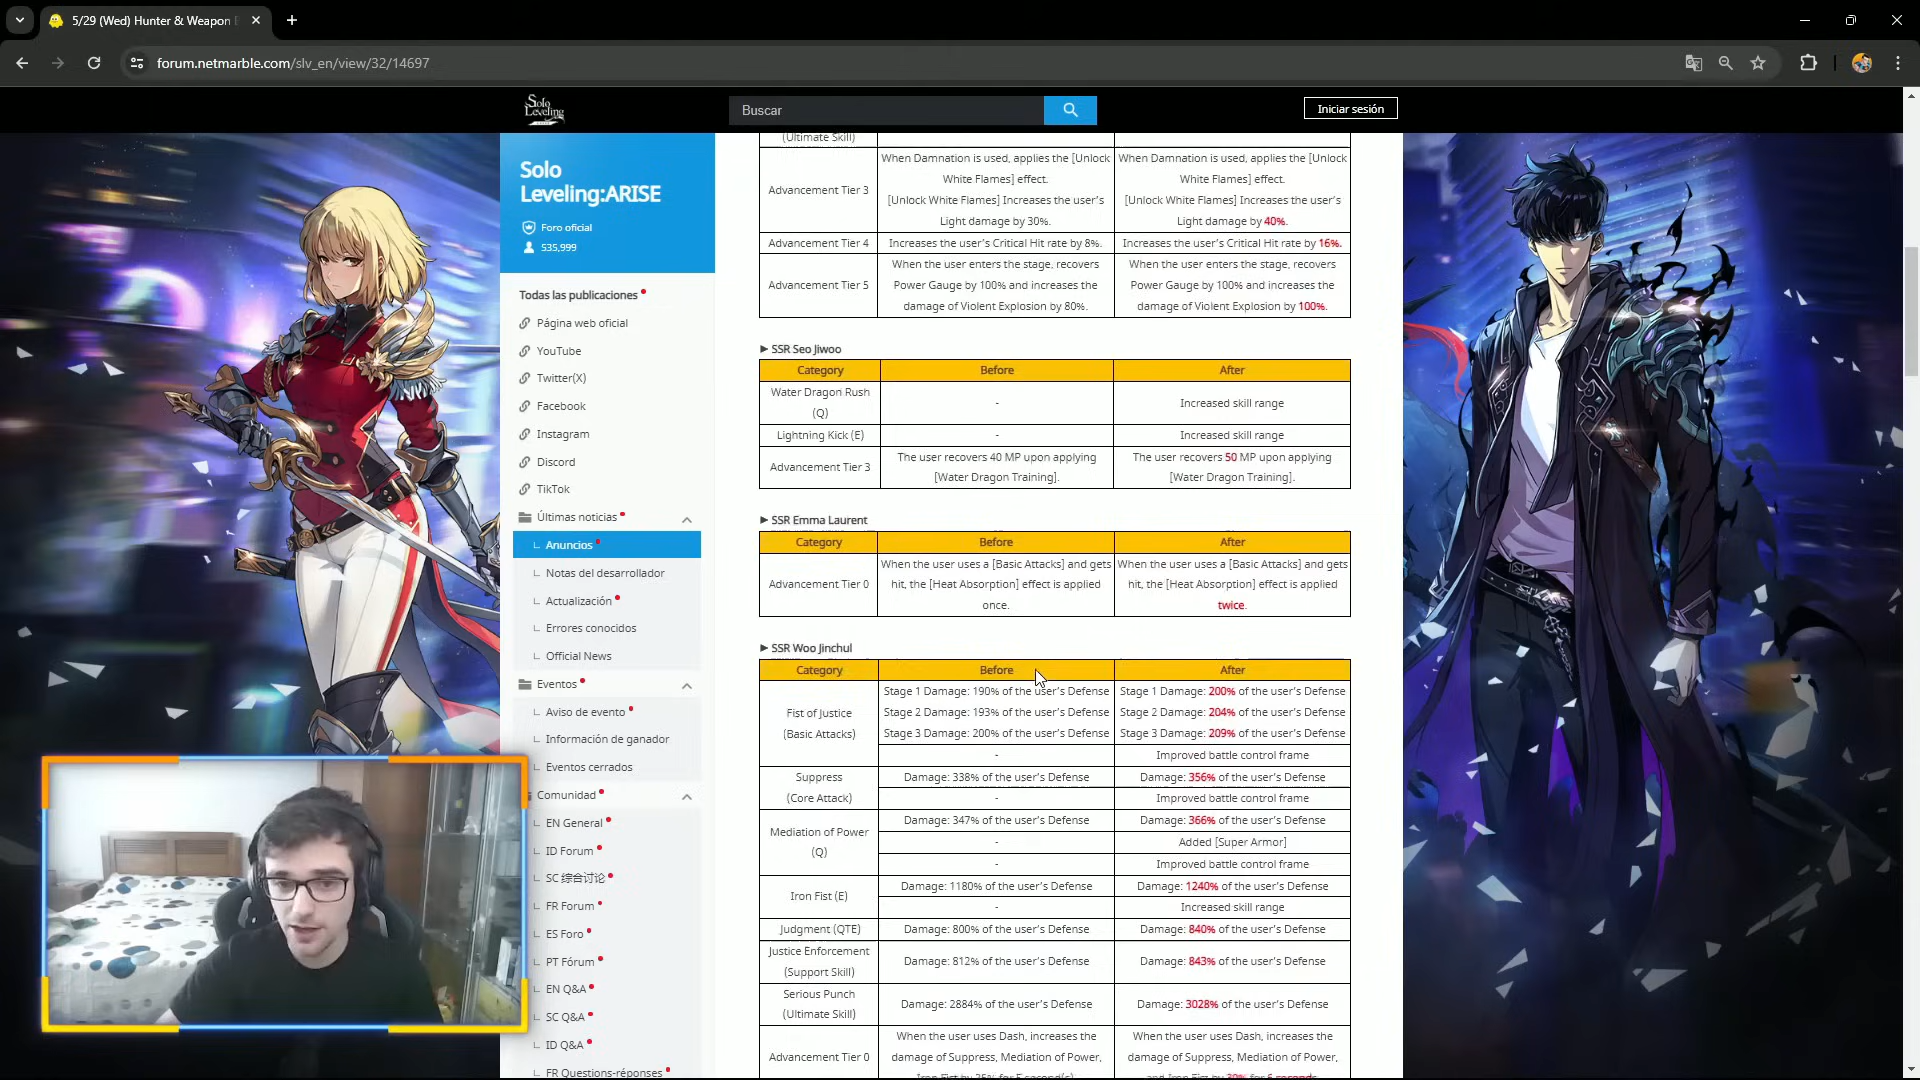 5/29 (Wed) Hunter & Weapon
forum.netmarble.com/slv_en/view/32/14697
Solo
Leveling
Buscar
Iniciar sesión
Solo
Leveling:ARISE
Foro oficial
535,999
Todas las publicaciones
Página web oficial
YouTube
Twitter(X)
Facebook
Instagram
Discord
TikTok
Últimas noticias
Anuncios
Notas del desarrollador
Actualización
Errores conocidos
Official News
Eventos
Aviso de evento
Información de ganador
Eventos cerrados
Comunidad
EN General
ID Forum
SC 综合讨论
FR Forum
ES Foro
PT Fórum
EN Q&A
SC Q&A
ID Q&A
FR Questions-réponses
(Ultimate Skill)
Advancement Tier 3
When Damnation is used, applies the [Unlock
White Flames] effect.
[Unlock White Flames] Increases the user's
Light damage by 30%.
When Damnation is used, applies the [Unlock
White Flames] effect.
[Unlock White Flames] Increases the user's
Light damage by 40%.
Advancement Tier 4
Increases the user's Critical Hit rate by 8%.
Increases the user's Critical Hit rate by 16%.
Advancement Tier 5
When the user enters the stage, recovers
Power Gauge by 100% and increases the
damage of Violent Explosion by 80%.
When the user enters the stage, recovers
Power Gauge by 100% and increases the
damage of Violent Explosion by 100%.
▶ SSR Seo Jiwoo
Category Before After
Water Dragon Rush
(Q)
-
Increased skill range
Lightning Kick (E)
-
Increased skill range
Advancement Tier 3
The user recovers 40 MP upon applying
[Water Dragon Training].
The user recovers 50 MP upon applying
[Water Dragon Training].
▶ SSR Emma Laurent
Category Before After
Advancement Tier 0
When the user uses a [Basic Attacks] and gets
hit, the [Heat Absorption] effect is applied
once.
When the user uses a [Basic Attacks] and gets
hit, the [Heat Absorption] effect is applied
twice.
▶ SSR Woo Jinchul
Category Before After
Fist of Justice
(Basic Attacks)
Stage 1 Damage: 190% of the user's Defense
Stage 2 Damage: 193% of the user's Defense
Stage 3 Damage: 200% of the user's Defense
Stage 1 Damage: 200% of the user's Defense
Stage 2 Damage: 204% of the user's Defense
Stage 3 Damage: 209% of the user's Defense
-
Improved battle control frame
Suppress
(Core Attack)
Damage: 338% of the user's Defense
Damage: 356% of the user's Defense
-
Improved battle control frame
Mediation of Power
(Q)
Damage: 347% of the user's Defense
Damage: 366% of the user's Defense
-
Added [Super Armor]
-
Improved battle control frame
Iron Fist (E)
Damage: 1180% of the user's Defense
Damage: 1240% of the user's Defense
-
Increased skill range
Judgment (QTE)
Damage: 800% of the user's Defense
Damage: 840% of the user's Defense
Justice Enforcement
(Support Skill)
Damage: 812% of the user's Defense
Damage: 843% of the user's Defense
Serious Punch
(Ultimate Skill)
Damage: 2884% of the user's Defense
Damage: 3028% of the user's Defense
Advancement Tier 0
When the user uses Dash, increases the
damage of Suppress, Mediation of Power,
When the user uses Dash, increases the
damage of Suppress, Mediation of Power,